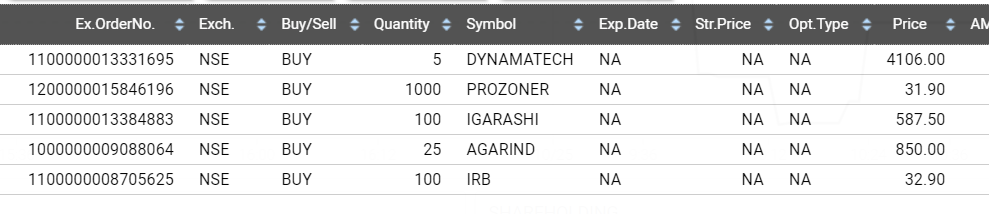 Ex.OrderNo. Exch. Buy/Sell Quantity Symbol Exp.Date Str.Price Opt.Type Price AM
1100000013331695 NSE BUY 5 DYNAMATECH NA NA NA 4106.00
1200000015846196 NSE BUY 1000 PROZONER NA NA NA 31.90
1100000013384883 NSE BUY 100 IGARASHI NA NA NA 587.50
1000000009088064 NSE BUY 25 AGARIND NA NA NA 850.00
1100000008705625 NSE BUY 100 IRB NA NA NA 32.90